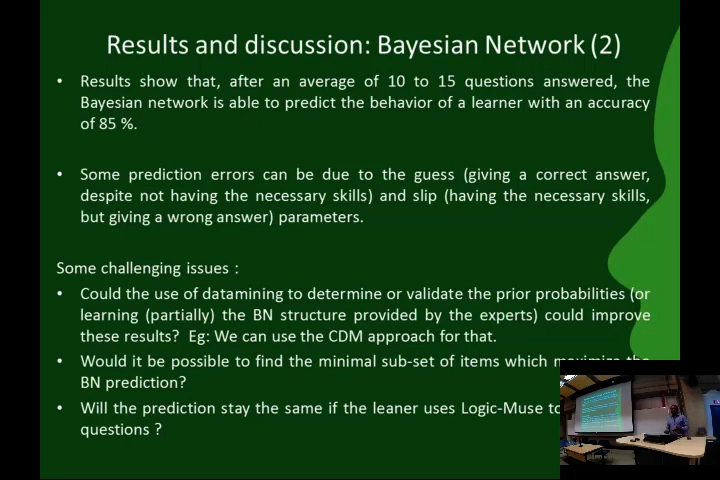 Results and discussion: Bayesian Network (2)
• Results show that, after an average of 10 to 15 questions answered, the
Bayesian network is able to predict the behavior of a learner with an accuracy
of 85 %.
• Some prediction errors can be due to the guess (giving a correct answer,
despite not having the necessary skills) and slip (having the necessary skills,
but giving a wrong answer) parameters.
Some challenging issues :
• Could the use of datamining to determine or validate the prior probabilities (or
learning (partially) the BN structure provided by the experts) could improve
these results? Eg: We can use the CDM approach for that.
• Would it be possible to find the minimal sub-set of items which maximize the
BN prediction?
• Will the prediction stay the same if the leaner uses Logic-Muse to
questions ?